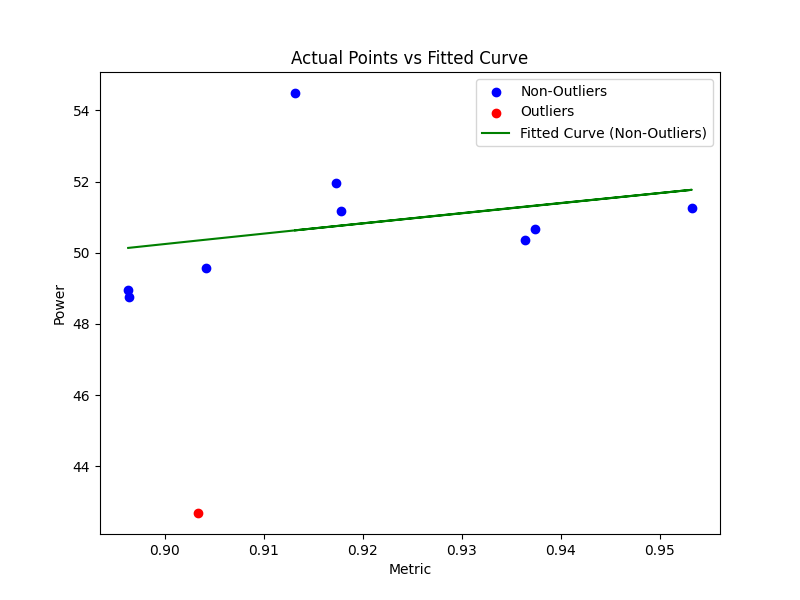 Actual Points vs Fitted Curve
Non-Outliers
Outliers
Fitted Curve (Non-Outliers)
Power
54
52
50
48
46
44
0.90 0.91 0.92 0.93 0.94 0.95
Metric